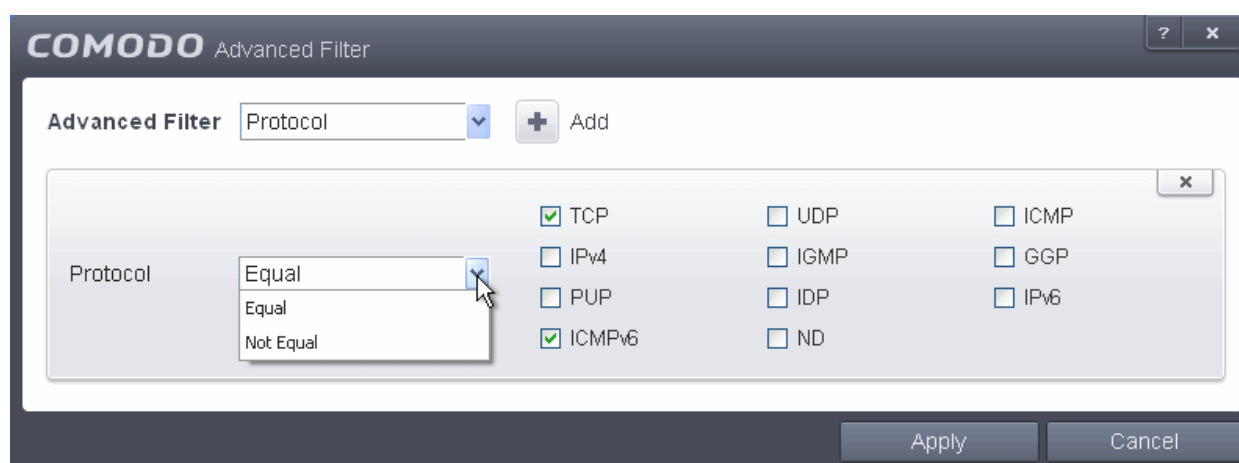 COMODO Advanced Filter ? x
Advanced Filter Protocol + Add
x
TCP UDP ICMP
IPv4 IGMP GGP
Protocol Equal
PUP IDP IPv6
Equal
ICMPv6 ND
Not Equal
Apply Cancel